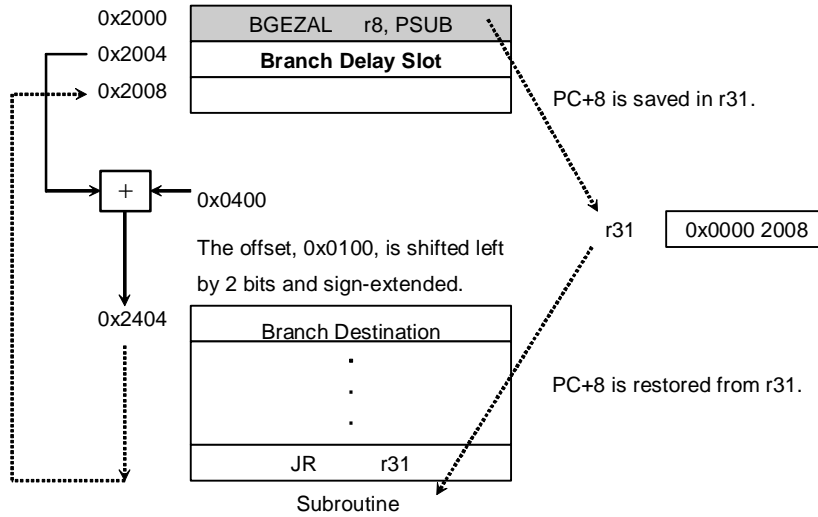 0x2000 BGEZAL r8, PSUB
0x2004 Branch Delay Slot
0x2008
PC+8 is saved in r31.
+
0x0400
r31 0x0000 2008
The offset, 0x0100, is shifted left
by 2 bits and sign-extended.
0x2404
Branch Destination
.
.
.
PC+8 is restored from r31.
JR r31
Subroutine